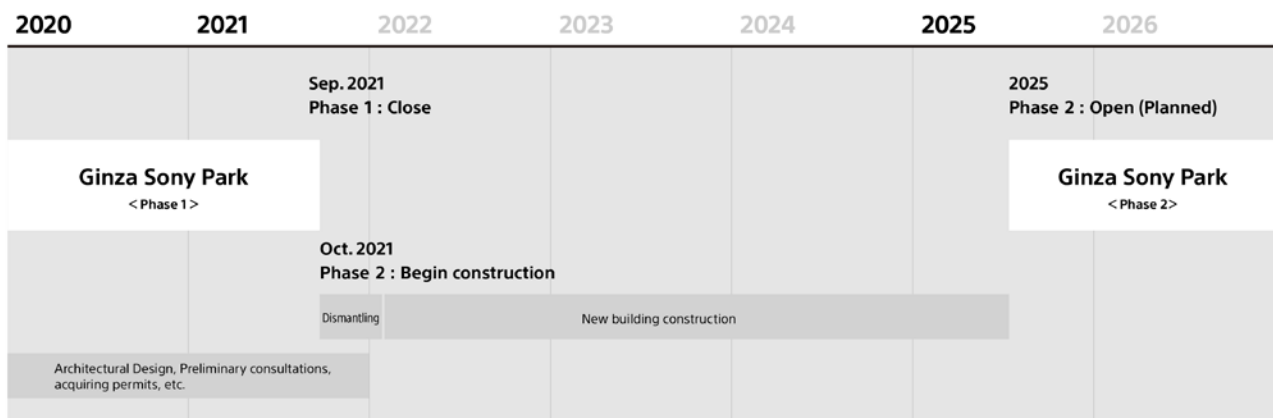 2020 2021 2022 2023 2024 2025 2026
Sep. 2021
Phase 1 : Close
2025
Phase 2 : Open (Planned)
Ginza Sony Park
<Phase 1>
Ginza Sony Park
<Phase 2>
Oct. 2021
Phase 2 : Begin construction
Dismantling
New building construction
Architectural Design, Preliminary consultations,
acquiring permits, etc.